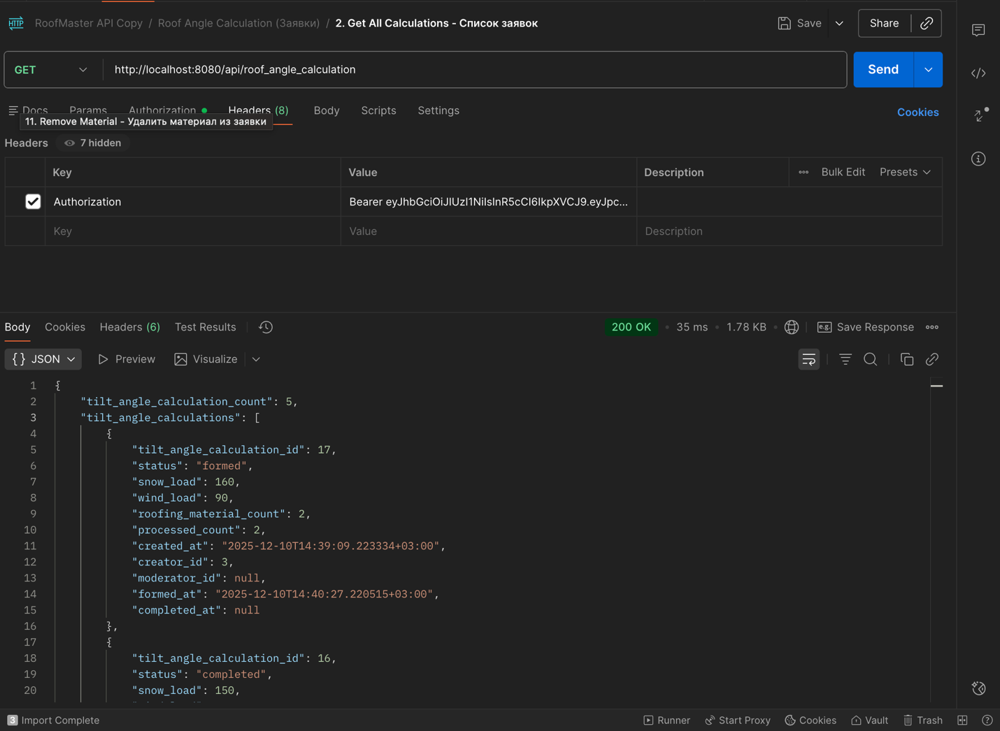 HTTP RoofMaster API Copy / Roof Angle Calculation (Заявки) / 2. Get All Calculations - Список заявок Save Share
GET http://localhost:8080/api/roof_angle_calculation Send
Docs Params Authorization Headers (8) Body Scripts Settings Cookies
11. Remove Material - Удалить материал из заявки
Headers 7 hidden
Key Value Description Bulk Edit Presets
Authorization Bearer eyJhbGciOiJIUzI1NiIsInR5cCI6IkpXVCJ9.eyJpc...
Key Value Description
Body Cookies Headers (6) Test Results 200 OK 35 ms 1.78 KB e.g. Save Response
{} JSON Preview Visualize
1 {
2 "tilt_angle_calculation_count": 5,
3 "tilt_angle_calculations": [
4 {
5 "tilt_angle_calculation_id": 17,
6 "status": "formed",
7 "snow_load": 160,
8 "wind_load": 90,
9 "roofing_material_count": 2,
10 "processed_count": 2,
11 "created_at": "2025-12-10T14:39:09.223334+03:00",
12 "creator_id": 3,
13 "moderator_id": null,
14 "formed_at": "2025-12-10T14:40:27.220515+03:00",
15 "completed_at": null
16 },
17 {
18 "tilt_angle_calculation_id": 16,
19 "status": "completed",
20 "snow_load": 150,
3 Import Complete Runner Start Proxy Cookies Vault Trash